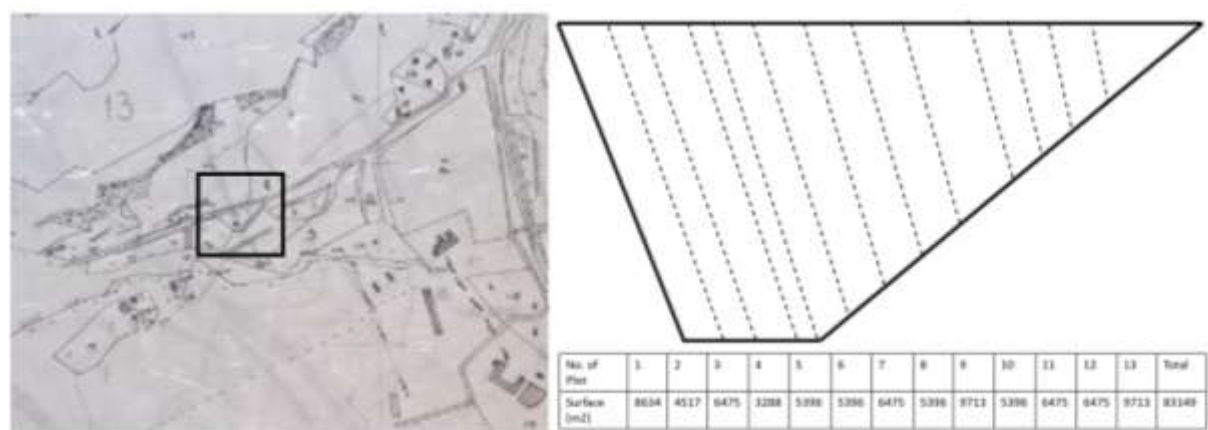 13
No. of Plot 1 2 3 4 5 6 7 8 9 10 11 12 13 Total
Surface (m2) 8634 4517 6475 3288 5396 5396 6475 5396 9713 5396 6475 6475 9713 83149